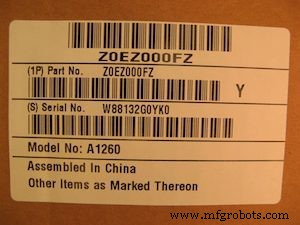 Z0EZ000FZ
(1P) Part No. Z0EZ000FZ
Y
(S) Serial No. W88132G0YK0
Model No: A1260
Assembled In China
Other Items as Marked Thereon
www.mfgrobots.com